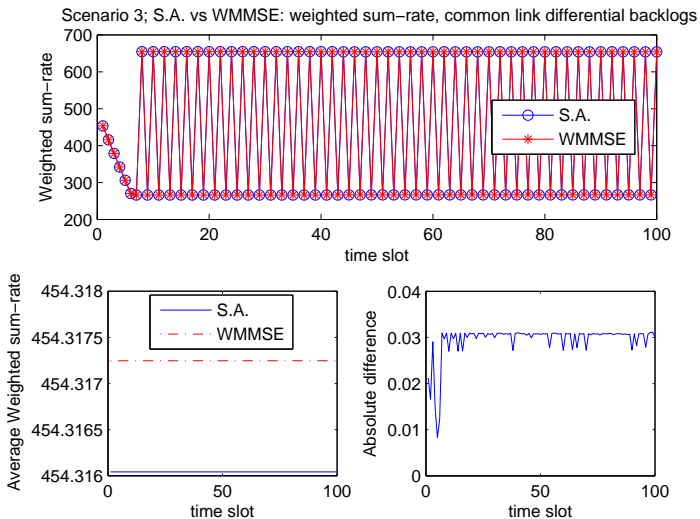 Scenario 3; S.A. vs WMMSE: weighted sum−rate, common link differential backlogs
700
600
500
400
300
200
Weighted sum−rate
S.A.
WMMSE
0
20
40
60
80
100
time slot
454.318
454.3175
454.317
454.3165
454.316
Average Weighted sum−rate
S.A.
WMMSE
0
50
100
time slot
0.04
0.03
0.02
0.01
0
Absolute difference
0
50
100
time slot